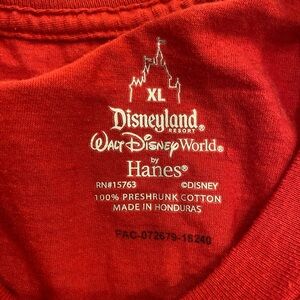 XL
Disneyland®
RESORT
WALT DISNEY World®
by
Hanes®
RN#15763 ©DISNEY
100% PRESHRUNK COTTON
MADE IN HONDURAS
FAC-072679-18240